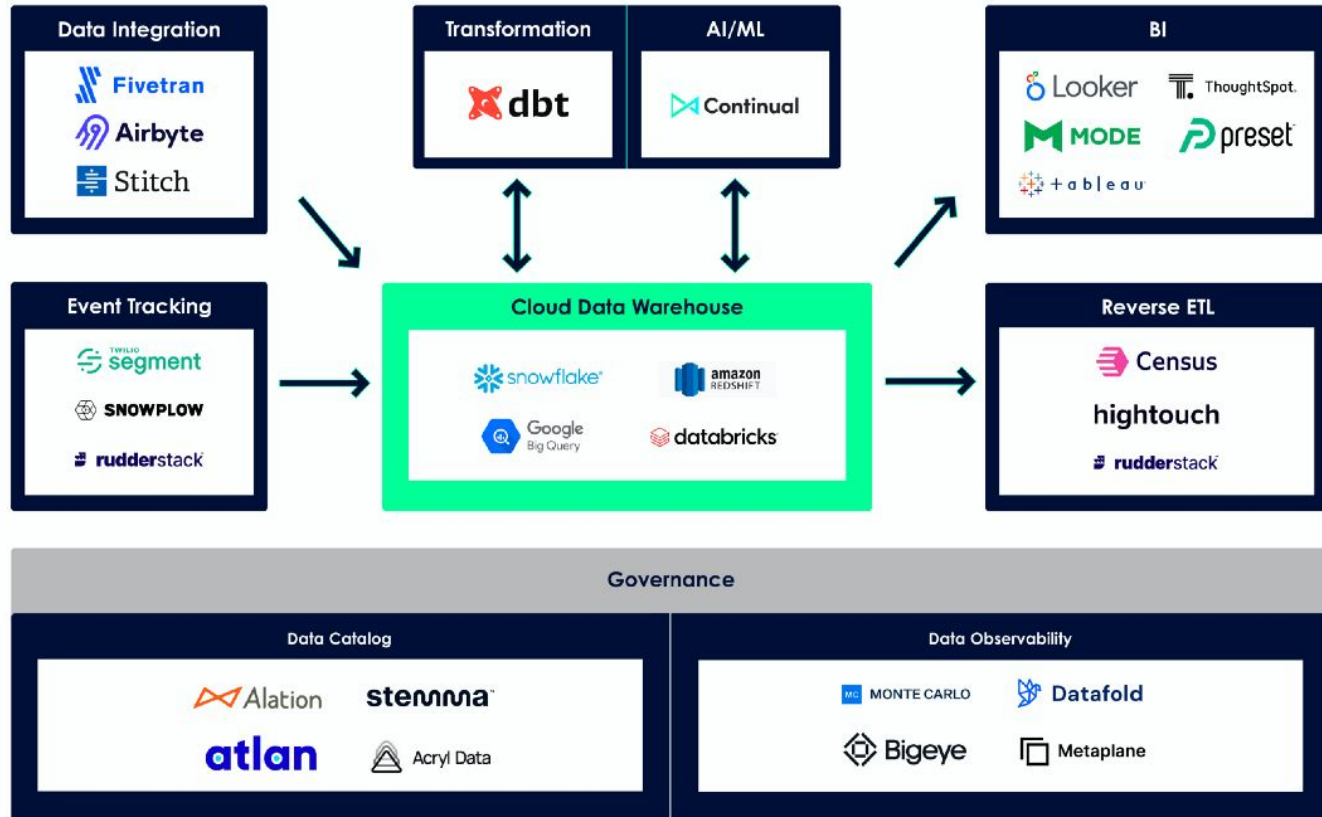 Data Integration
Fivetran
Airbyte
Stitch
Transformation
dbt
AI/ML
Continual
BI
Looker
ThoughtSpot.
MODE
preset
+ableau
Event Tracking
TWILIO
segment
SNOWPLOW
rudderstack
Cloud Data Warehouse
snowflake®
amazon
REDSHIFT
Google
Big Query
databricks
Reverse ETL
Census
hightouch
rudderstack
Governance
Data Catalog
Alation
stemma™
atlan
Acryl Data
Data Observability
MC MONTE CARLO
Datafold
Bigeye
Metaplane